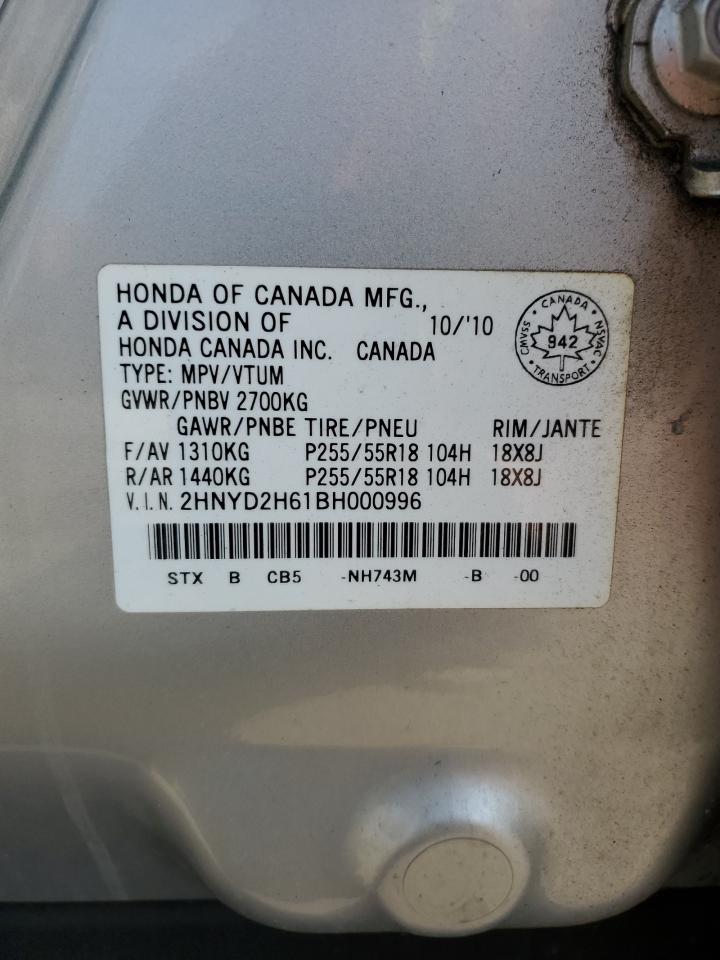 HONDA OF CANADA MFG.,
A DIVISION OF 10/'10
HONDA CANADA INC. CANADA
TYPE: MPV/VTUM
GVWR/PNBV 2700KG
GAWR/PNBE TIRE/PNEU RIM/JANTE
F/AV 1310KG P255/55R18 104H 18X8J
R/AR 1440KG P255/55R18 104H 18X8J
V.I.N. 2HNYD2H61BH000996
STX B CB5 -NH743M -B -00
CANADA
CMVSS
942
NSVAC
TRANSPORT